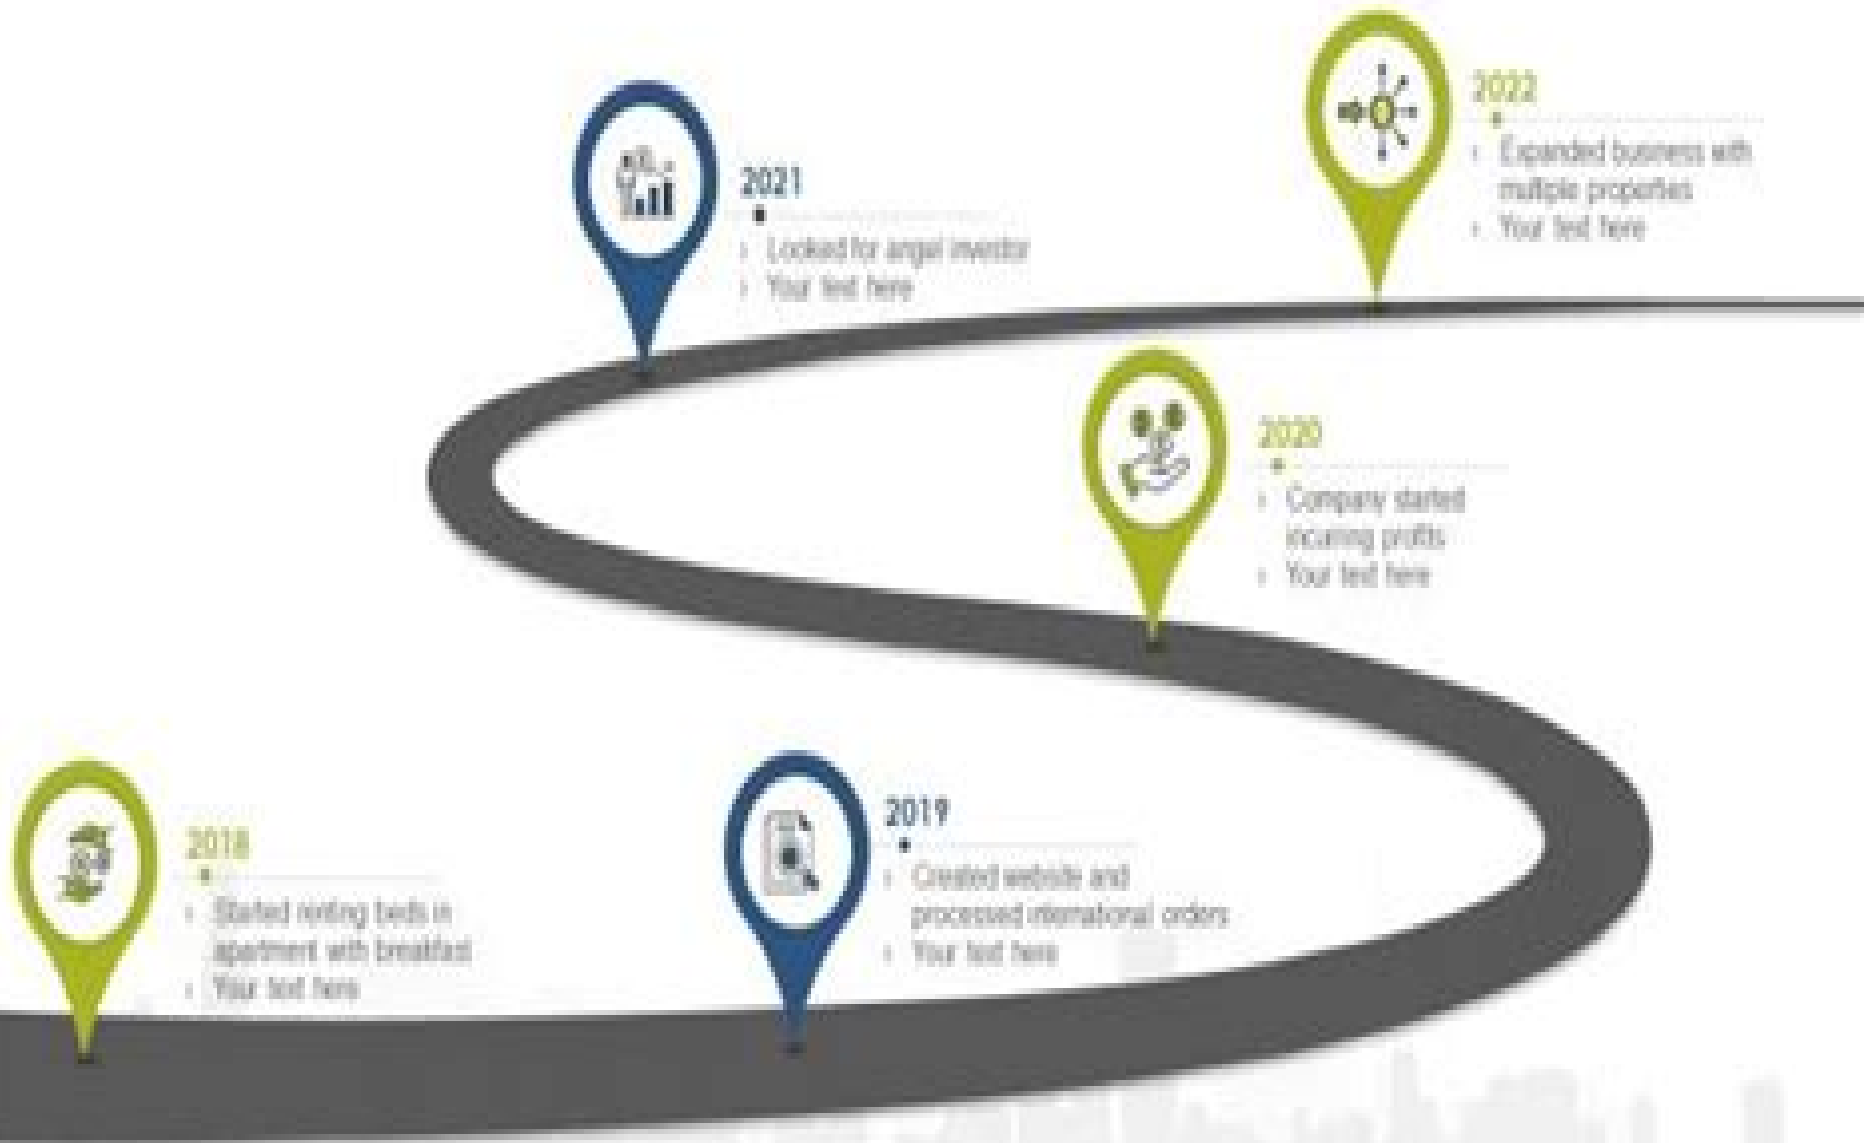 2022
Expanded business with
multiple properties
Your text here
2021
Looked for angel investor
Your text here
2020
Company started
incurring profits
Your text here
2019
Created website and
processed international orders
Your text here
2018
Started renting beds in
apartment with breakfast
Your text here